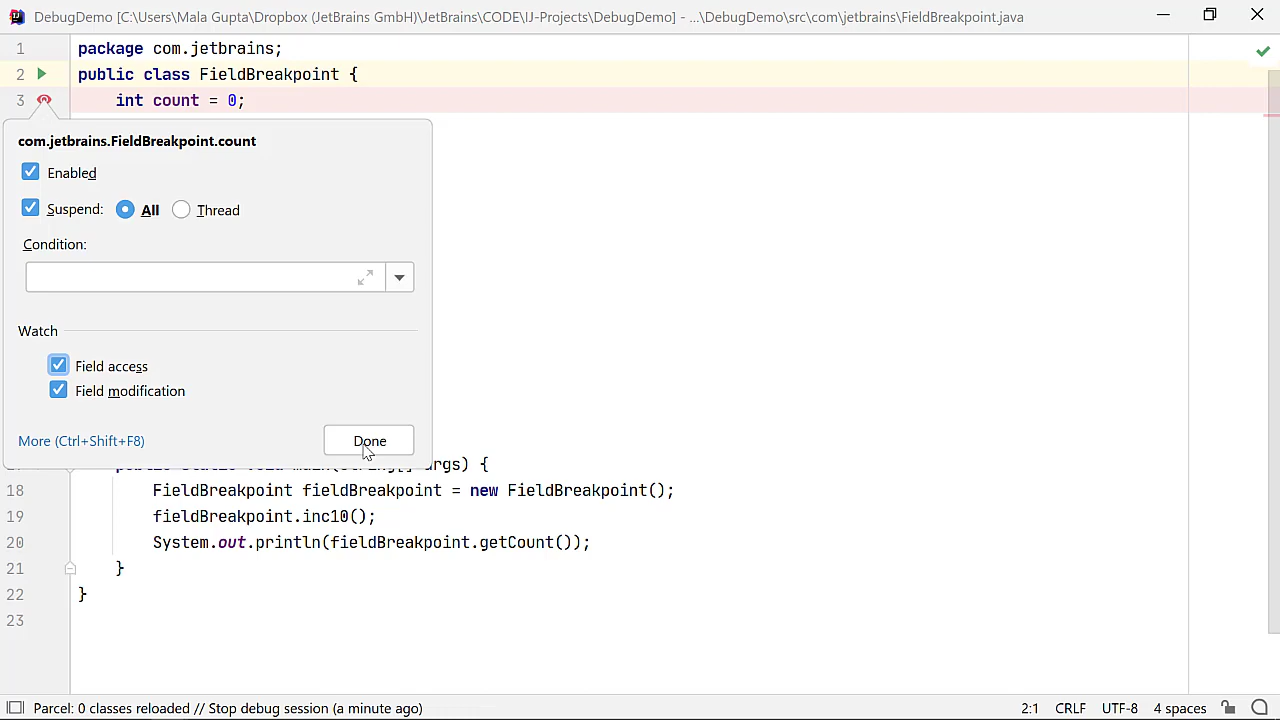 DebugDemo [C:\Users\Mala Gupta\Dropbox (JetBrains GmbH)\JetBrains\CODE\IJ-Projects\DebugDemo] - ...\DebugDemo\src\com\jetbrains\FieldBreakpoint.java
1 package com.jetbrains;
2 public class FieldBreakpoint {
3 int count = 0;
com.jetbrains.FieldBreakpoint.count
Enabled
Suspend: All Thread
Condition:
Watch
Field access
Field modification
More (Ctrl+Shift+F8) Done
args) {
18 FieldBreakpoint fieldBreakpoint = new FieldBreakpoint();
19 fieldBreakpoint.inc10();
20 System.out.println(fieldBreakpoint.getCount());
21 }
22 }
23
Parcel: 0 classes reloaded // Stop debug session (a minute ago) 2:1 CRLF UTF-8 4 spaces